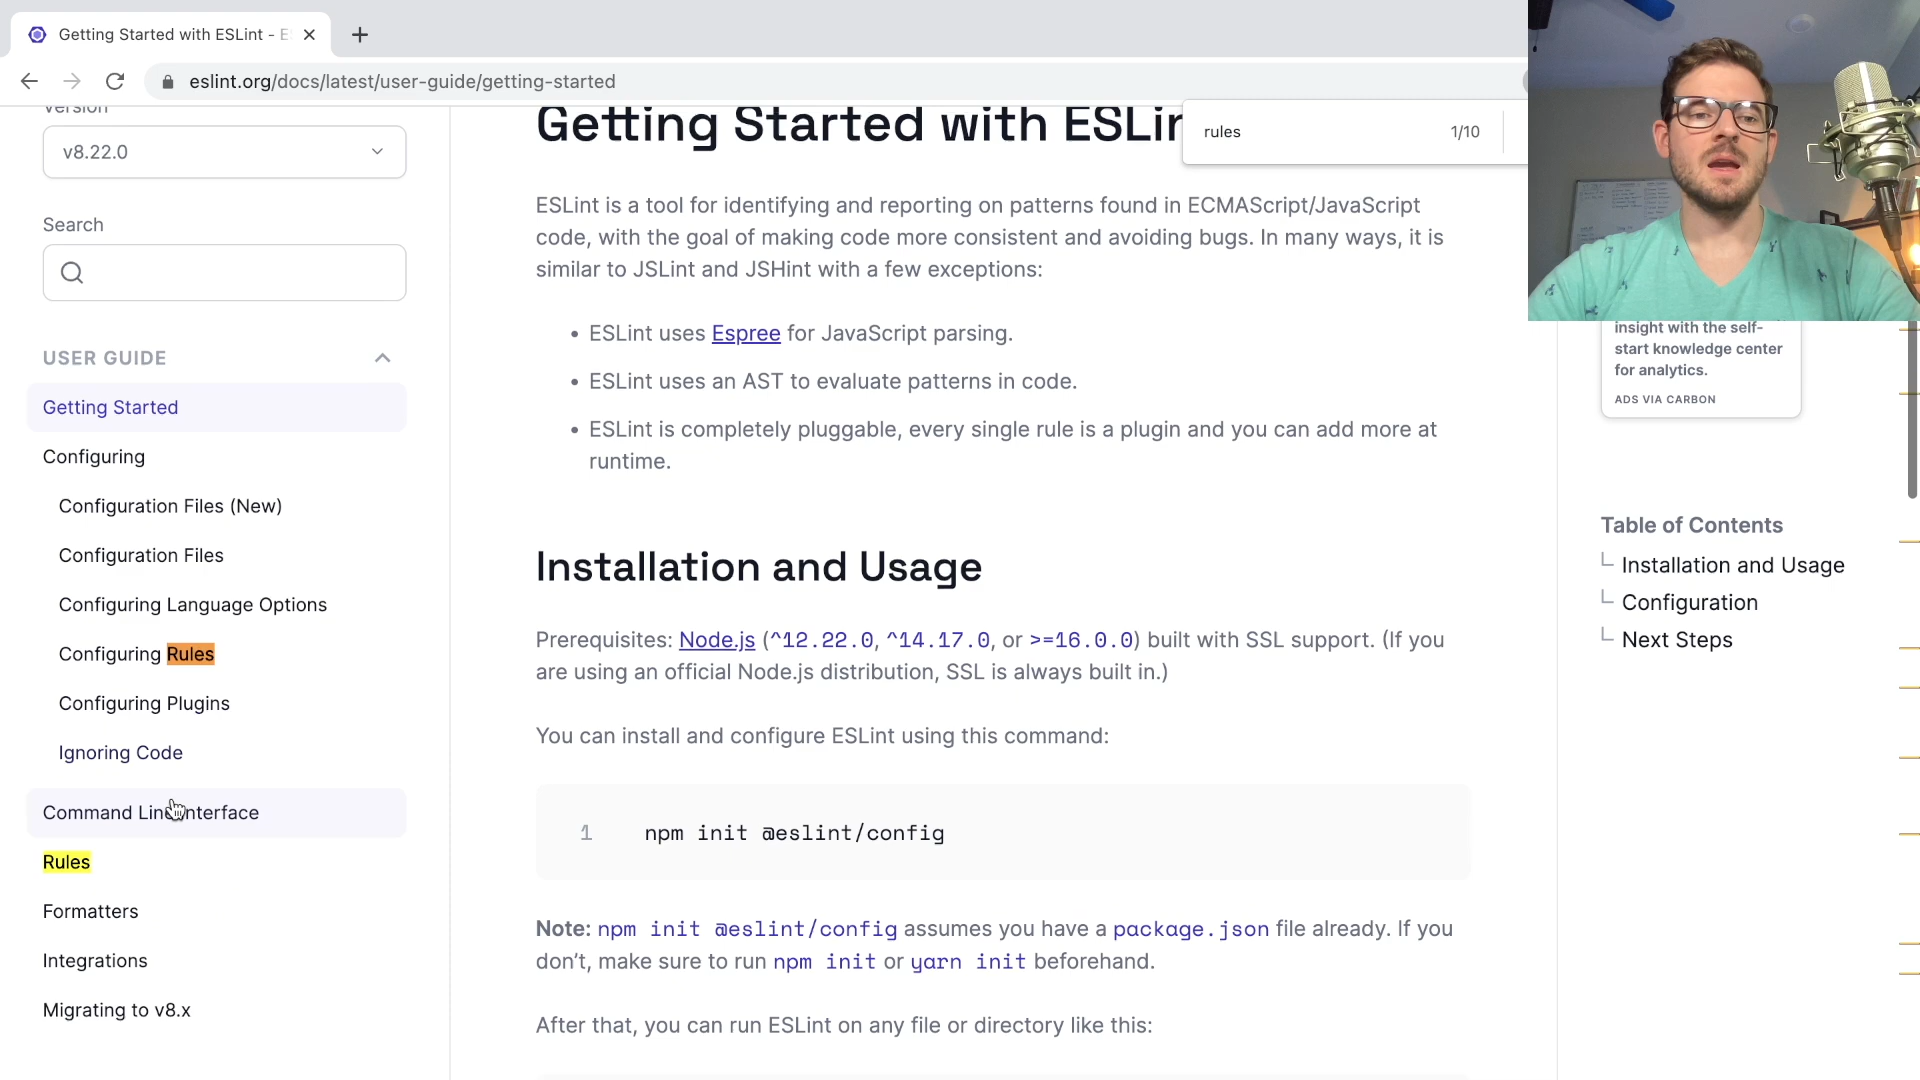 Getting Started with ESLint - E
eslint.org/docs/latest/user-guide/getting-started
rules
1/10
Version
v8.22.0
Search
USER GUIDE
Getting Started
Configuring
Configuration Files (New)
Configuration Files
Configuring Language Options
Configuring Rules
Configuring Plugins
Ignoring Code
Command Line Interface
Rules
Formatters
Integrations
Migrating to v8.x
Getting Started with ESLin
ESLint is a tool for identifying and reporting on patterns found in ECMAScript/JavaScript
code, with the goal of making code more consistent and avoiding bugs. In many ways, it is
similar to JSLint and JSHint with a few exceptions:
• ESLint uses Espree for JavaScript parsing.
• ESLint uses an AST to evaluate patterns in code.
• ESLint is completely pluggable, every single rule is a plugin and you can add more at
runtime.
Installation and Usage
Prerequisites: Node.js (^12.22.0, ^14.17.0, or >=16.0.0) built with SSL support. (If you
are using an official Node.js distribution, SSL is always built in.)
You can install and configure ESLint using this command:
1 npm init @eslint/config
Note: npm init @eslint/config assumes you have a package.json file already. If you
don’t, make sure to run npm init or yarn init beforehand.
After that, you can run ESLint on any file or directory like this:
insight with the self-
start knowledge center
for analytics.
ADS VIA CARBON
Table of Contents
Installation and Usage
Configuration
Next Steps